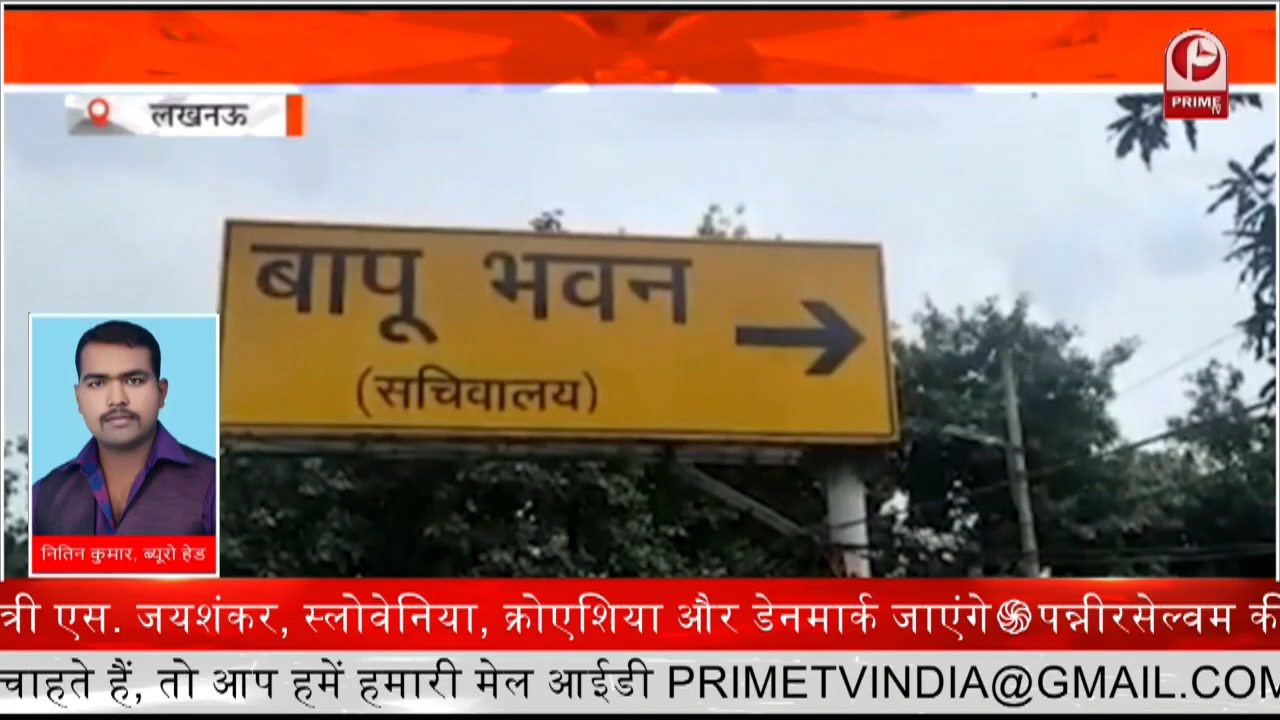 लखनऊ
PRIME
TV
बापू भवन
(सचिवालय)
नितिन कुमार, ब्यूरो हेड
त्री एस. जयशंकर, स्लोवेनिया, क्रोएशिया और डेनमार्क जाएंगे पन्नीरसेल्वम की
चाहते हैं, तो आप हमें हमारी मेल आईडी PRIMETVINDIA@GMAIL.COM